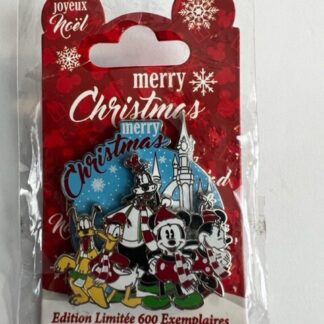 joyeux
Noël
merry
Christmas
merry
Christmas
Edition Limitée 600 Exemplaires